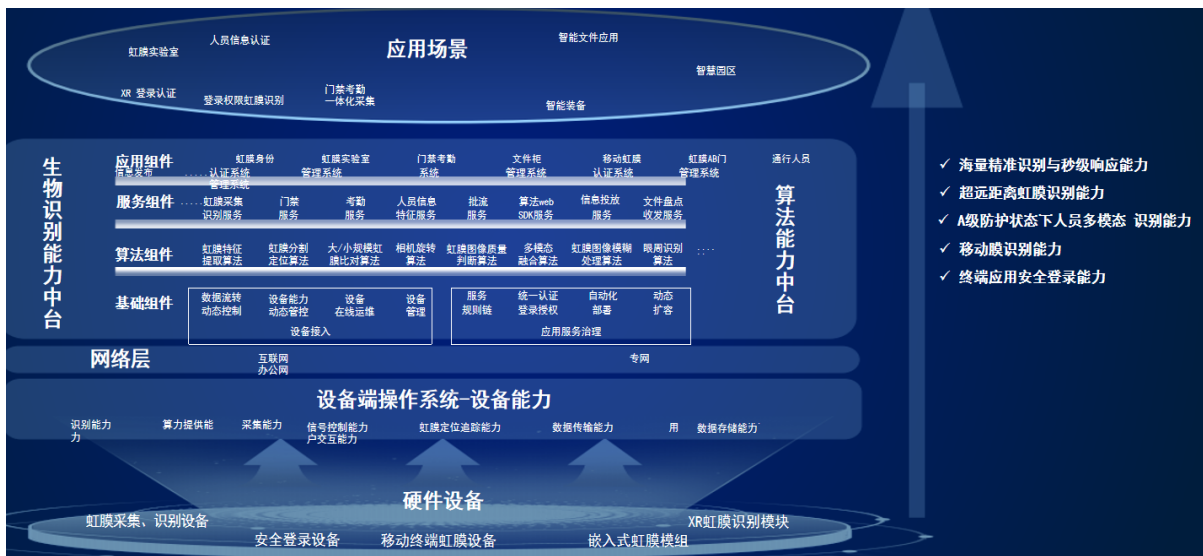 应用场景
人员信息认证
智能文件应用
虹膜实验室
智慧园区
XR 登录认证
登录权限虹膜识别
门禁考勤
一体化采集
智能装备
生物识别能力中台
应用组件
信息发布
.....
虹膜身份
认证系统
管理系统
虹膜实验室
管理系统
门禁考勤
系统
文件柜
管理系统
移动虹膜
认证系统
虹膜AB门
管理系统
通行人员
服务组件
.....
虹膜采集
识别服务
门禁
服务
考勤
服务
人员信息
特征服务
批流
服务
算法web
SDK服务
信息投放
服务
文件盘点
收发服务
算法组件
虹膜特征
提取算法
虹膜分割
定位算法
大/小规模虹
膜比对算法
相机旋转
算法
虹膜图像质量
判断算法
多模态
融合算法
虹膜图像模糊
处理算法
眼周识别
算法
基础组件
数据流转
动态控制
设备能力
动态管控
设备
在线运维
设备
管理
设备接入
服务
规则链
统一认证
登录授权
自动化
部署
动态
扩容
应用服务治理
算法能力中台
网络层
互联网
办公网
专网
设备端操作系统-设备能力
识别能力
力
算力提供能
采集能力
信号控制能力
户交互能力
虹膜定位追踪能力
数据传输能力
用
数据存储能力
硬件设备
虹膜采集、识别设备
安全登录设备
移动终端虹膜设备
嵌入式虹膜模组
XR虹膜识别模块
✓ 海量精准识别与秒级响应能力
✓ 超远距离虹膜识别能力
✓ A级防护状态下人员多模态 识别能力
✓ 移动膜识别能力
✓ 终端应用安全登录能力